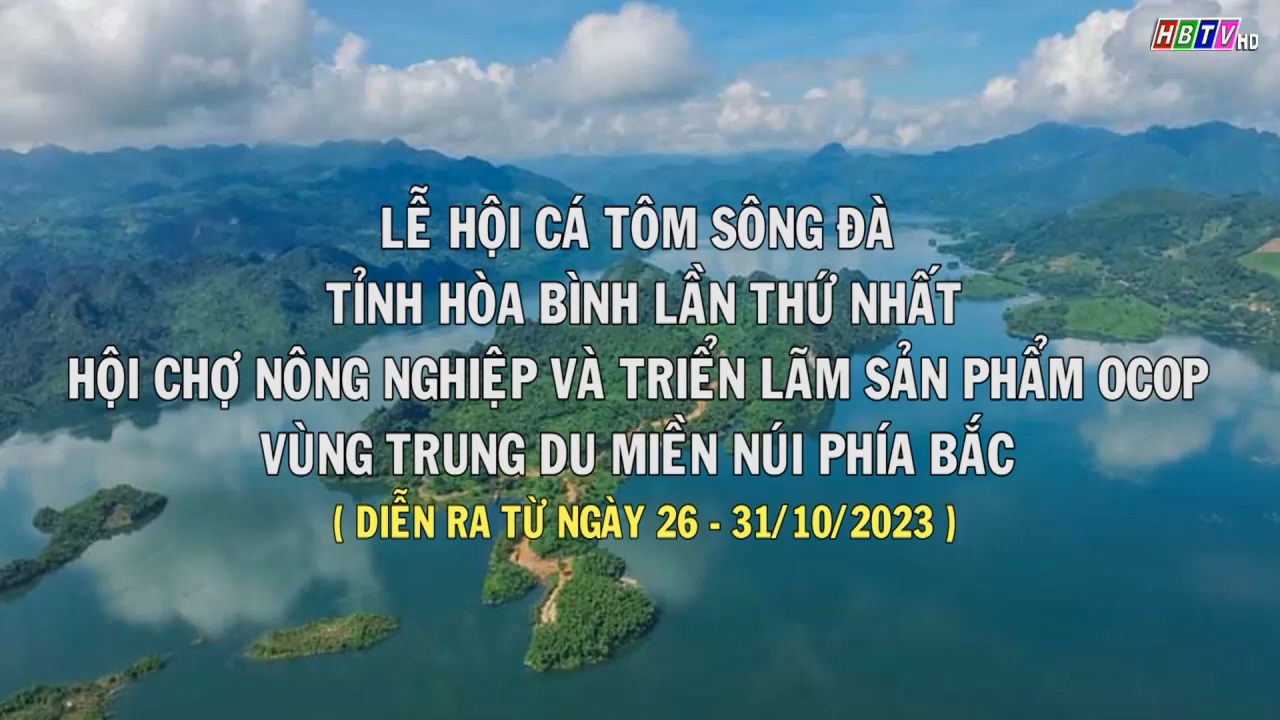 HBTV HD
LỄ HỘI CÁ TÔM SÔNG ĐÀ
TỈNH HÒA BÌNH LẦN THỨ NHẤT
HỘI CHỢ NÔNG NGHIỆP VÀ TRIỂN LÃM SẢN PHẨM OCOP
VÙNG TRUNG DU MIỀN NÚI PHÍA BẮC
( DIỄN RA TỪ NGÀY 26 - 31/10/2023 )